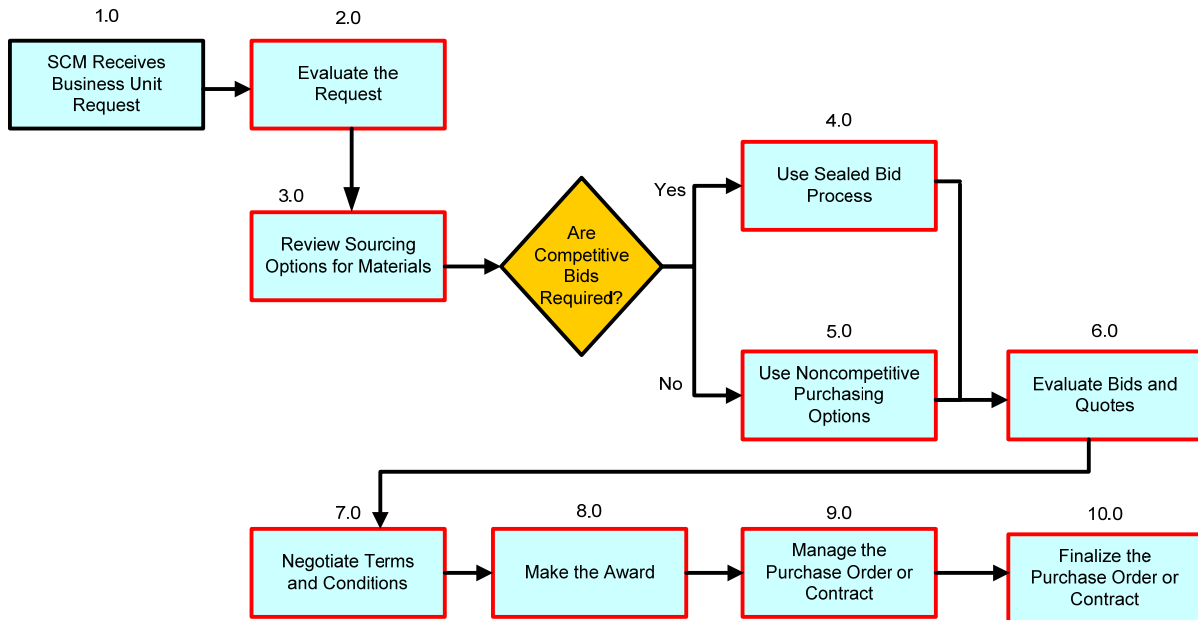 1.0
SCM Receives
Business Unit
Request
2.0
Evaluate the
Request
3.0
Review Sourcing
Options for Materials
Are
Competitive
Bids
Required?
Yes
No
4.0
Use Sealed Bid
Process
5.0
Use Noncompetitive
Purchasing
Options
6.0
Evaluate Bids and
Quotes
7.0
Negotiate Terms
and Conditions
8.0
Make the Award
9.0
Manage the
Purchase Order or
Contract
10.0
Finalize the
Purchase Order or
Contract